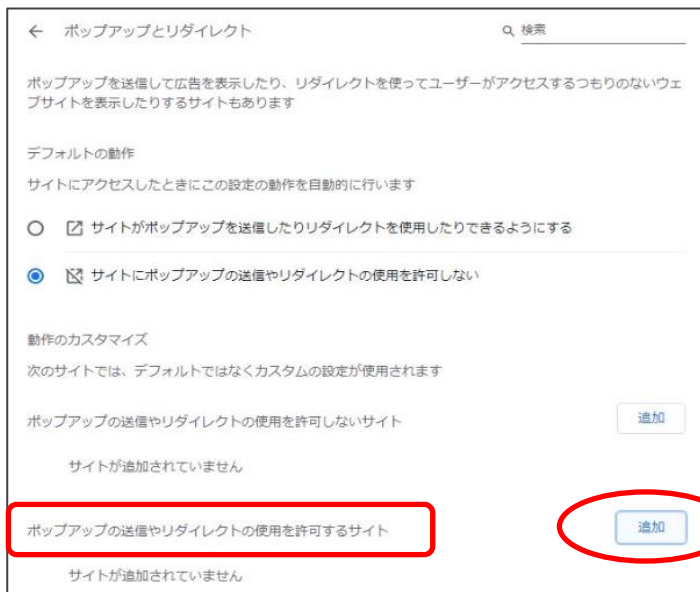 ポップアップとリダイレクト
検索
ポップアップを送信して広告を表示したり、リダイレクトを使ってユーザーがアクセスするつもりのないウェ
ブサイトを表示したりするサイトもあります
デフォルトの動作
サイトにアクセスしたときにこの設定の動作を自動的に行います
サイトがポップアップを送信したりリダイレクトを使用したりできるようにする
サイトにポップアップの送信やリダイレクトの使用を許可しない
動作のカスタマイズ
次のサイトでは、デフォルトではなくカスタムの設定が使用されます
ポップアップの送信やリダイレクトの使用を許可しないサイト
追加
サイトが追加されていません
ポップアップの送信やリダイレクトの使用を許可するサイト
追加
サイトが追加されていません